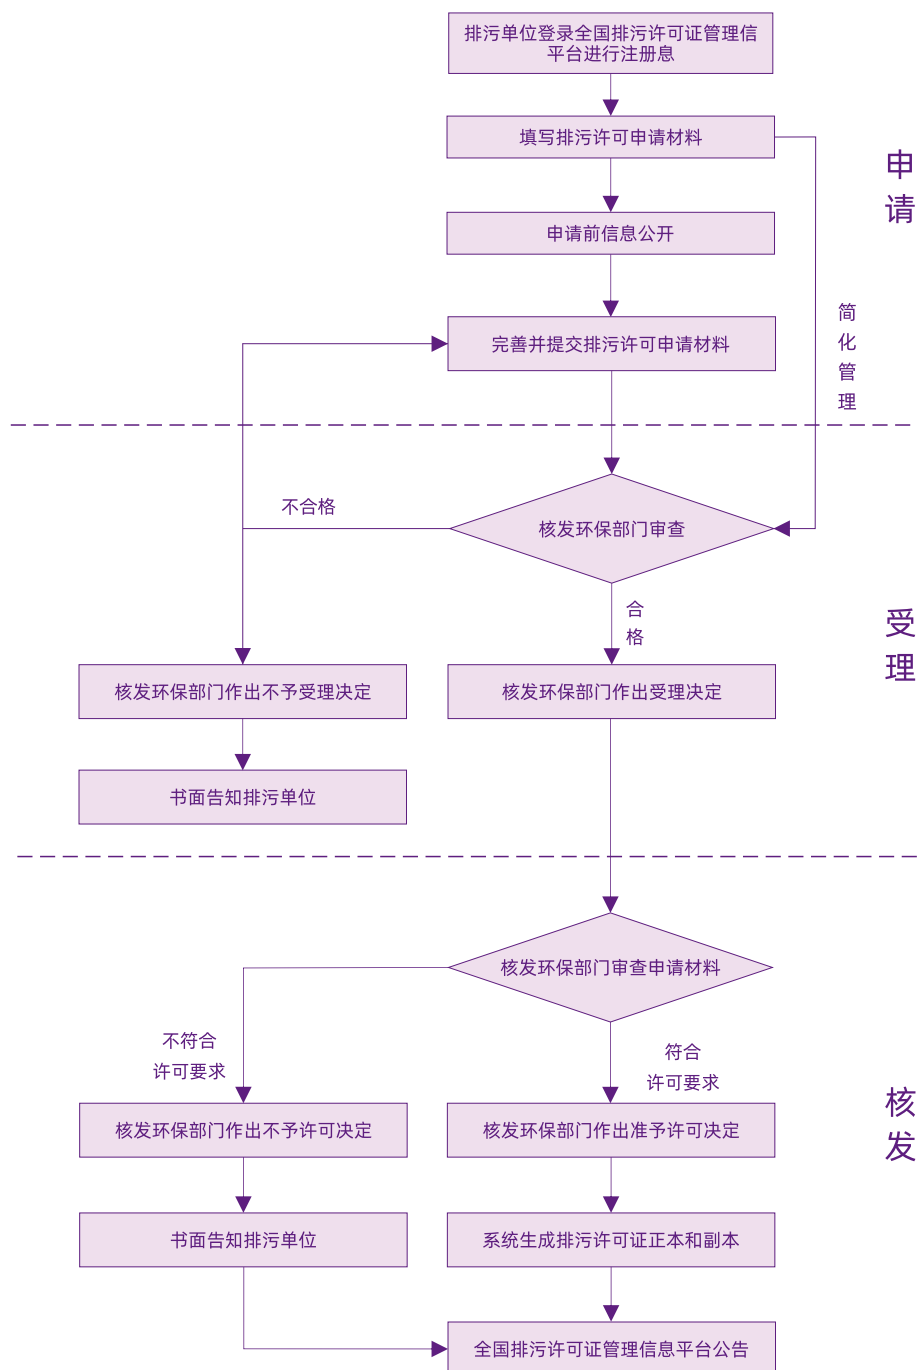 排污单位登录全国排污许可证管理信
平台进行注册息
填写排污许可申请材料
申请
申请前信息公开
简化管理
完善并提交排污许可申请材料
不合格
核发环保部门审查
合格
受理
核发环保部门作出不予受理决定
核发环保部门作出受理决定
书面告知排污单位
核发环保部门审查申请材料
不符合
许可要求
符合
许可要求
核发
核发环保部门作出不予许可决定
核发环保部门作出准予许可决定
书面告知排污单位
系统生成排污许可证正本和副本
全国排污许可证管理信息平台公告